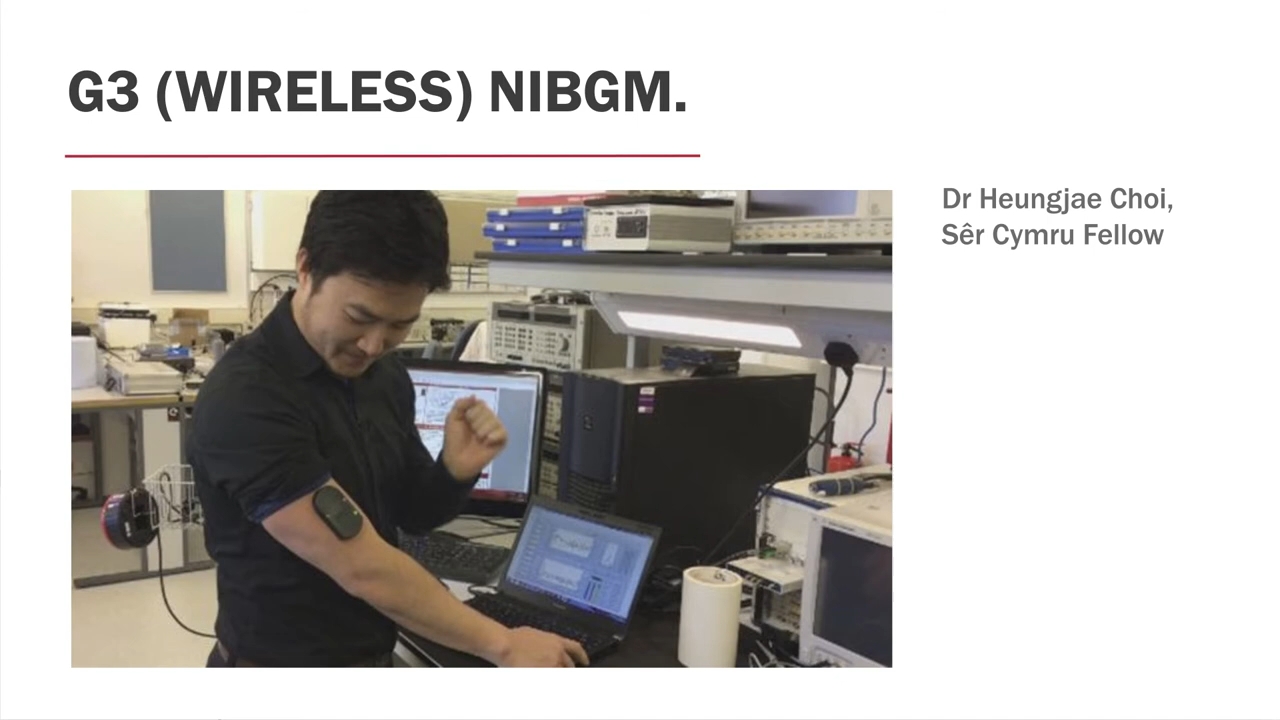 G3 (WIRELESS) NIBGM.
Dr Heungjae Choi,
Sêr Cymru Fellow